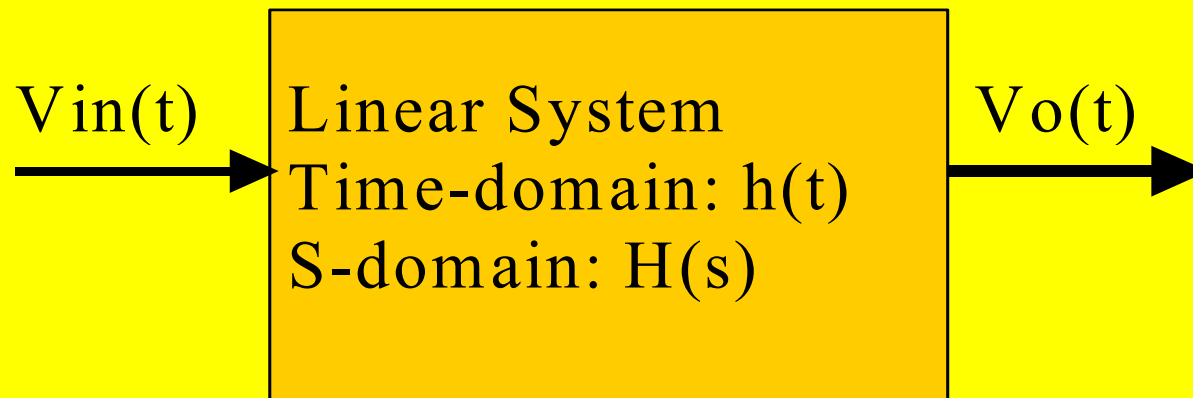 Vin(t)
Linear System
Vo(t)
Time-domain: h(t)
S-domain: H(s)